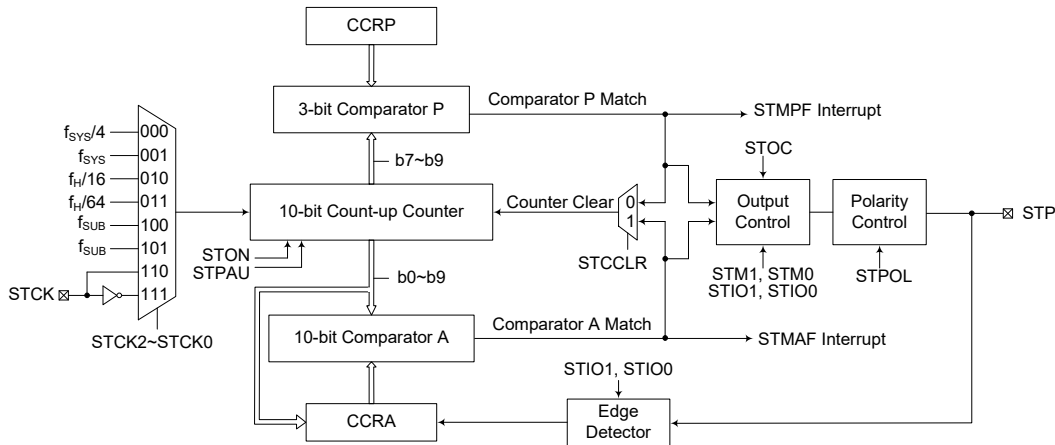 CCRP
3-bit Comparator P
Comparator P Match
STMPF Interrupt
fSYS/4
000
fSYS
001
fH/16
010
fH/64
011
fSUB
100
fSUB
101
110
111
STCK
STCK2~STCK0
b7~b9
10-bit Count-up Counter
STON
STPAU
b0~b9
Counter Clear
0
1
STCCLR
STOC
Output
Control
STM1, STM0
STIO1, STIO0
Polarity
Control
STPOL
STP
10-bit Comparator A
Comparator A Match
STMAF Interrupt
STIO1, STIO0
CCRA
Edge
Detector